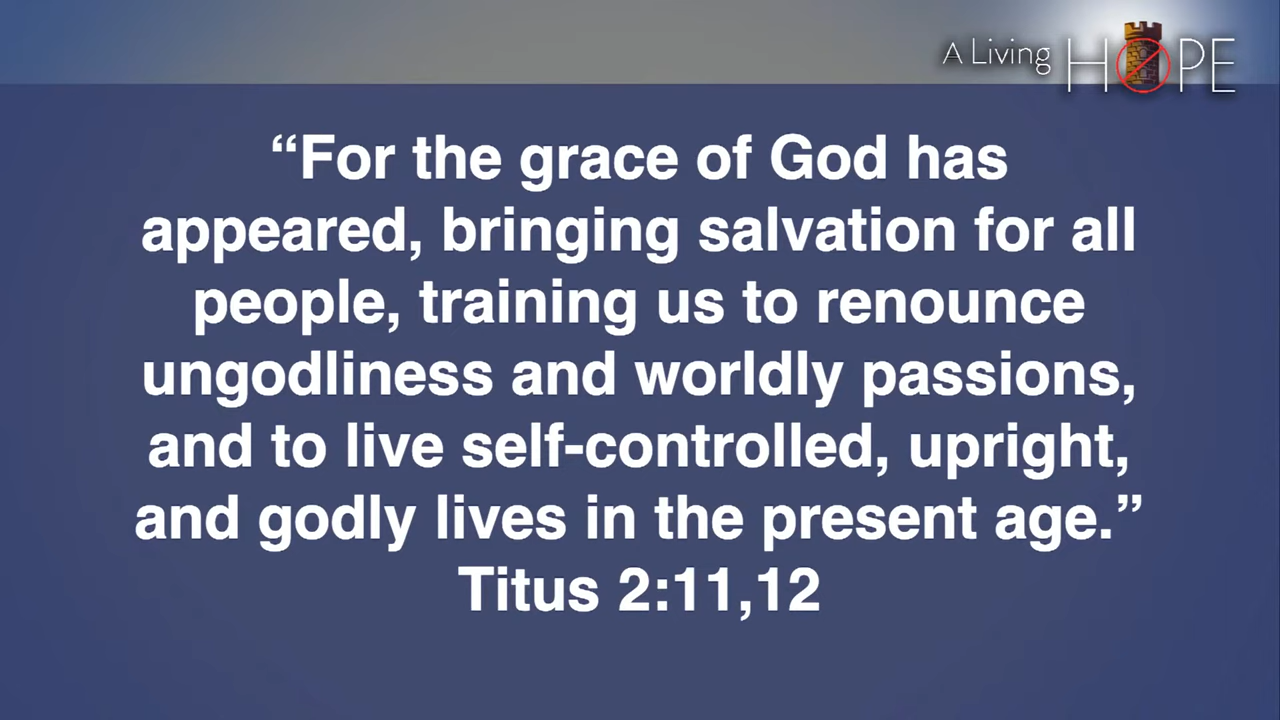 A Living HOPE
“For the grace of God has
appeared, bringing salvation for all
people, training us to renounce
ungodliness and worldly passions,
and to live self-controlled, upright,
and godly lives in the present age.”
Titus 2:11,12